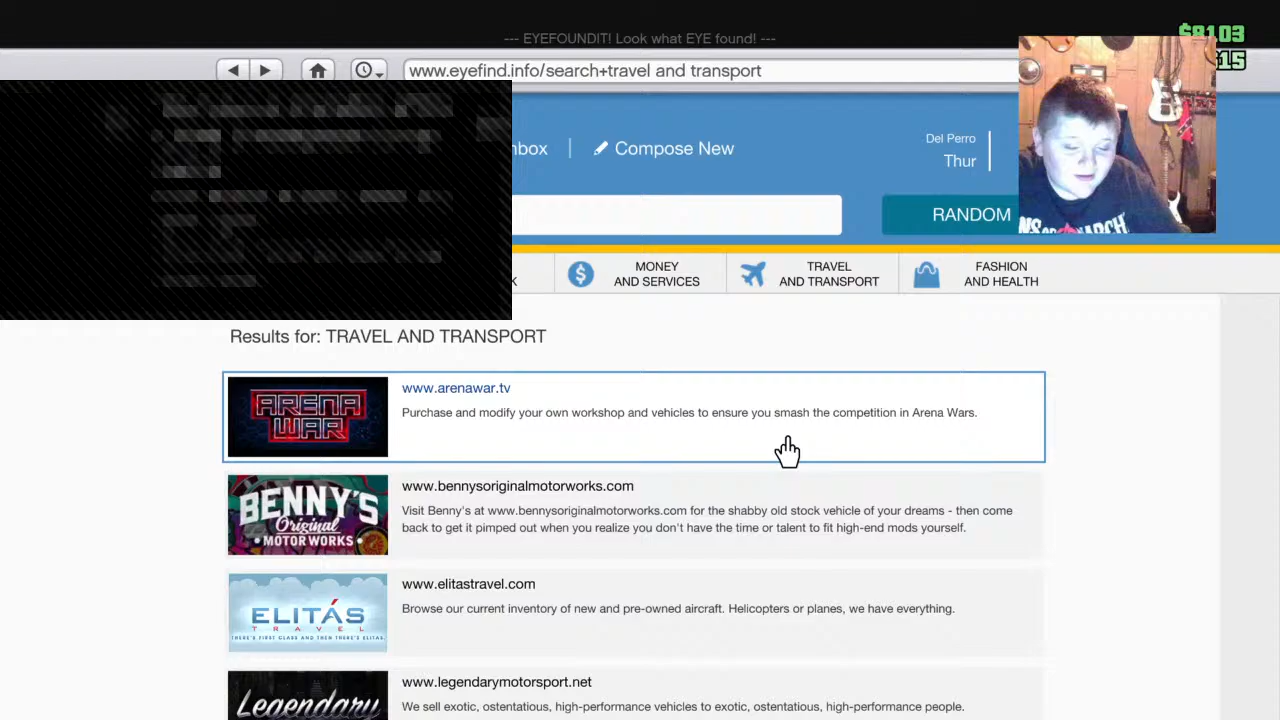 --- EYEFOUNDIT! Look what EYE found! ---
$8103
15
www.eyefind.info/search+travel and transport
nbox
Compose New
Del Perro
Thur
RANDOM
MONEY
AND SERVICES
TRAVEL
AND TRANSPORT
FASHION
AND HEALTH
Results for: TRAVEL AND TRANSPORT
ARENA
WAR
www.arenawar.tv
Purchase and modify your own workshop and vehicles to ensure you smash the competition in Arena Wars.
BENNY'S
Original
MOTOR WORKS
www.bennysoriginalmotorworks.com
Visit Benny's at www.bennysoriginalmotorworks.com for the shabby old stock vehicle of your dreams - then come
back to get it pimped out when you realize you don't have the time or talent to fit high-end mods yourself.
ELITÁS
TRAVEL
THERE'S FIRST CLASS AND THEN THERE'S ELITAS.
www.elitastravel.com
Browse our current inventory of new and pre-owned aircraft. Helicopters or planes, we have everything.
Legendary
www.legendarymotorsport.net
We sell exotic, ostentatious, high-performance vehicles to exotic, ostentatious, high-performance people.